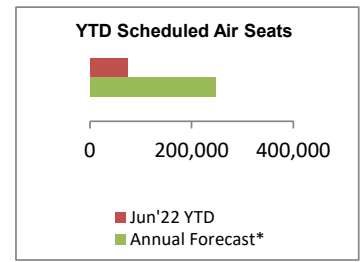 YTD Scheduled Air Seats
0 200,000 400,000
Jun'22 YTD
Annual Forecast*